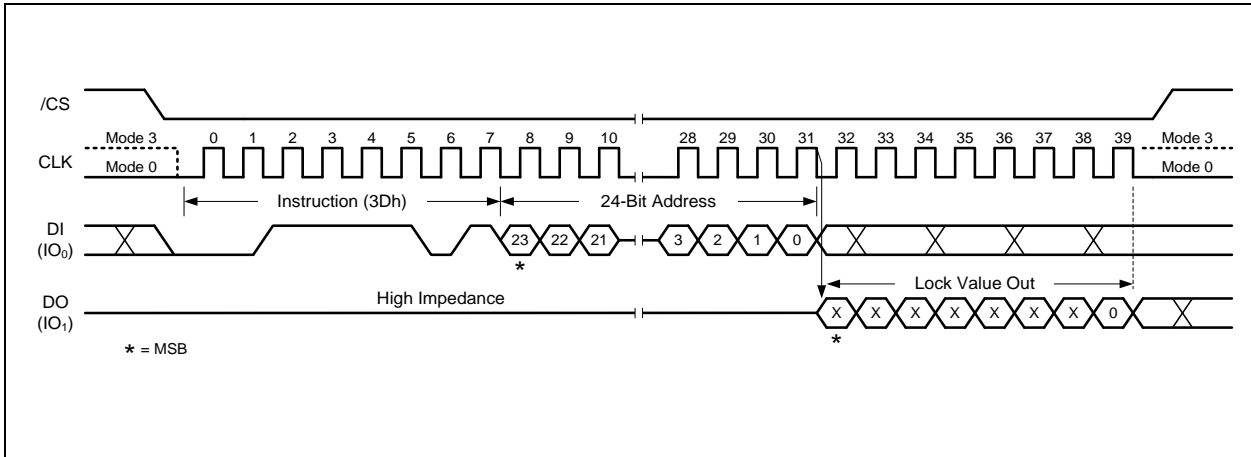 /CS
Mode 3 0 1 2 3 4 5 6 7 8 9 10 28 29 30 31 32 33 34 35 36 37 38 39 Mode 3
CLK
Mode 0 Mode 0
Instruction (3Dh) 24-Bit Address
DI
(IO₀)
23 22 21 3 2 1 0
*
Lock Value Out
High Impedance
DO
(IO₁)
X X X X X X X 0
*
* = MSB